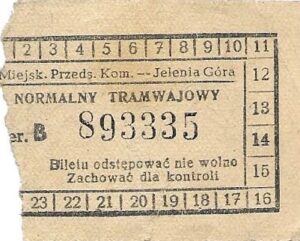 2 3 4 5 6 7 8 9 10 11
Miejsk. Przeds. Kom. — Jelenia Góra
12
NORMALNY TRAMWAJOWY
13
er. B 893335
14
Biletu odstępować nie wolno
Zachować dla kontroli
15
23 22 21 20 19 18 17 16